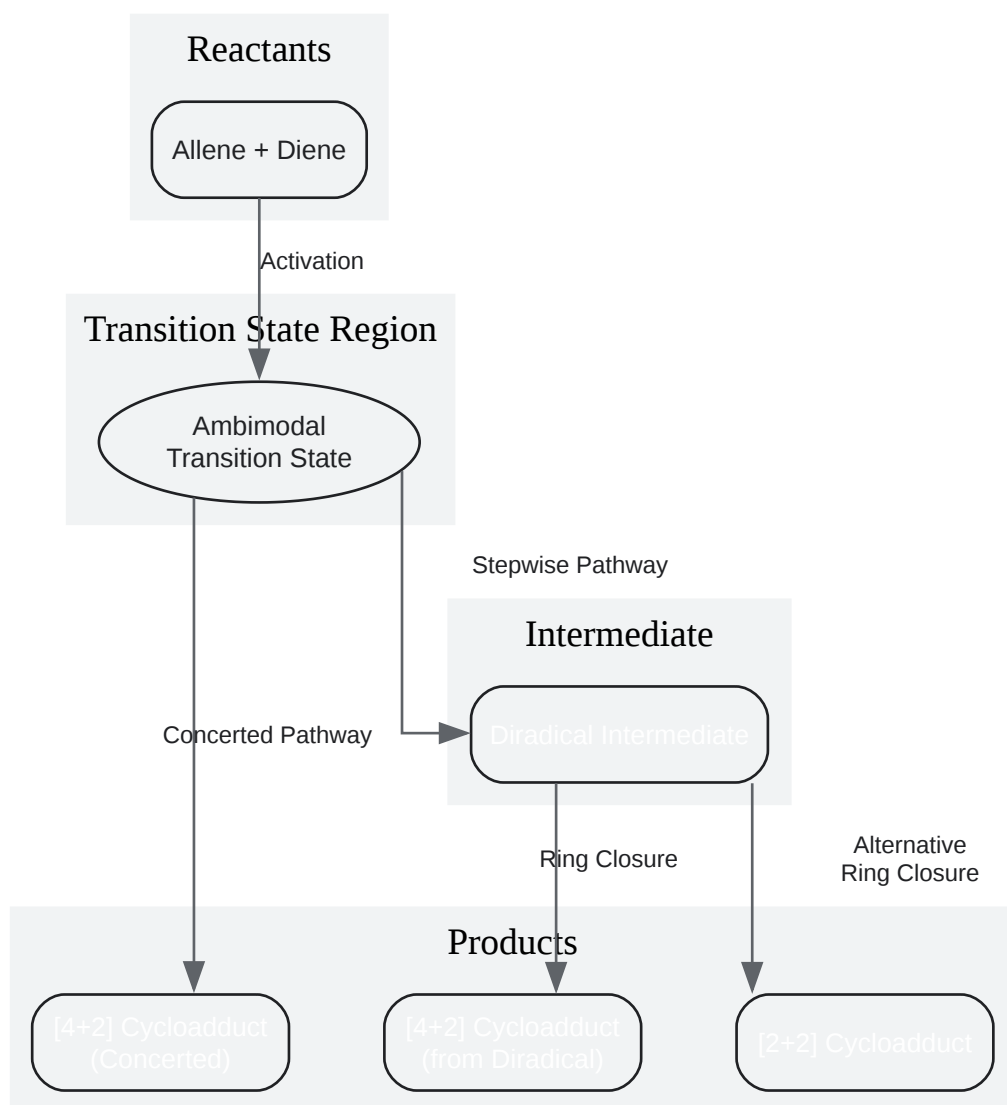 Reactants
Allene + Diene
Activation
Transition State Region
Ambimodal
Transition State
Stepwise Pathway
Intermediate
Diradical Intermediate
Concerted Pathway
Ring Closure
Alternative
Ring Closure
Products
[4+2] Cycloadduct
(Concerted)
[4+2] Cycloadduct
(from Diradical)
[2+2] Cycloadduct